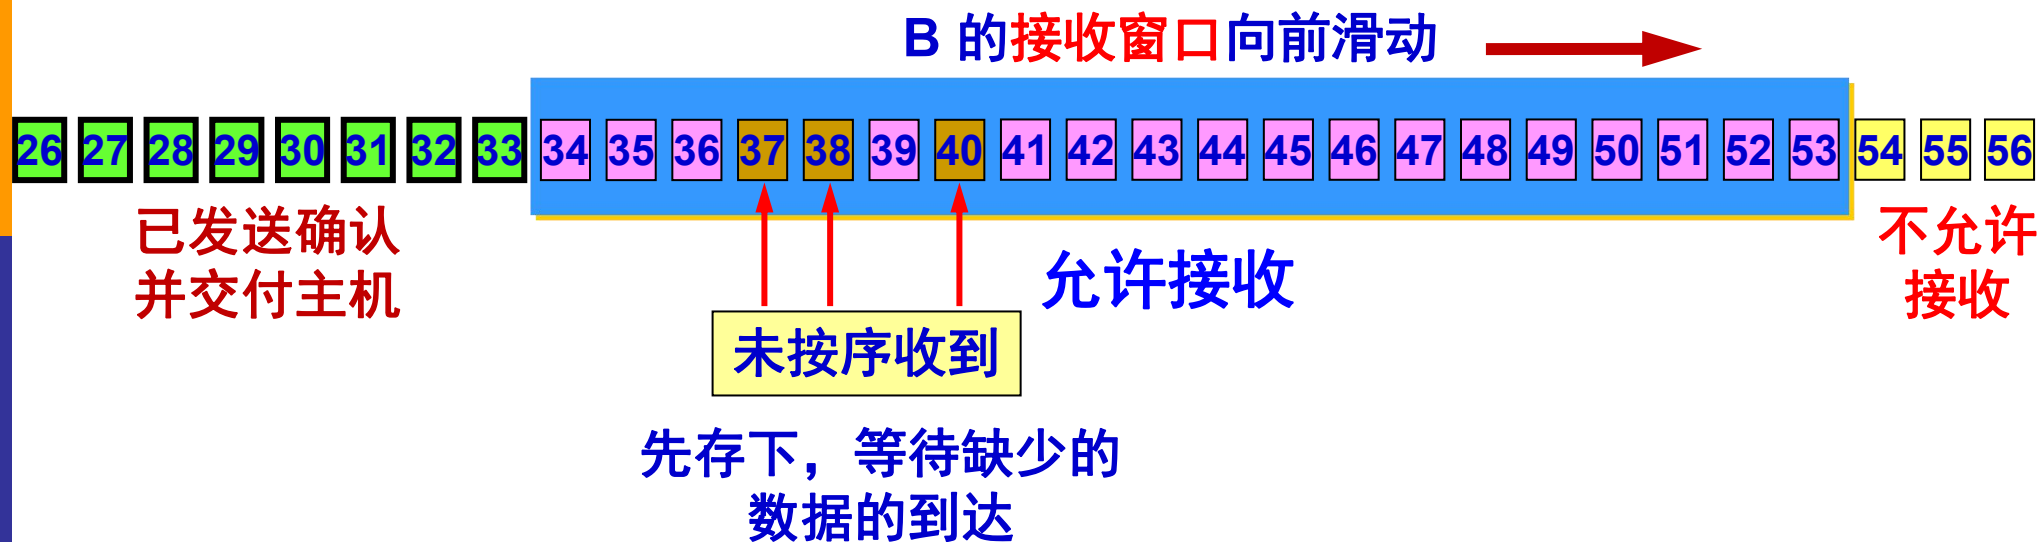 B 的接收窗口向前滑动
26 27 28 29 30 31 32 33 34 35 36 37 38 39 40 41 42 43 44 45 46 47 48 49 50 51 52 53 54 55 56
已发送确认
并交付主机
允许接收
不允许
接收
未按序收到
先存下，等待缺少的
数据的到达